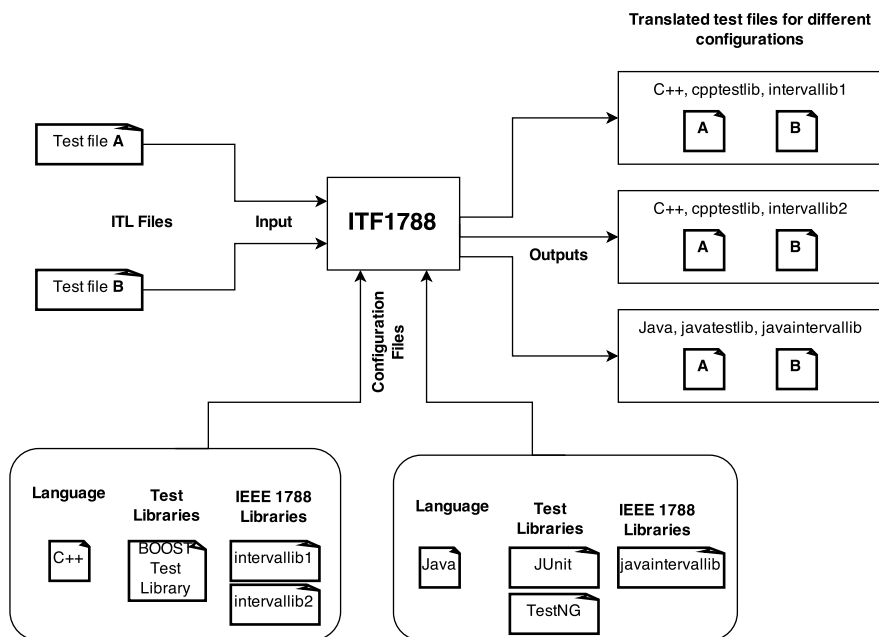 Translated test files for different
configurations
C++, cpptestlib, intervallib1
A
B
Test file A
ITL Files
Input
ITF1788
C++, cpptestlib, intervallib2
A
B
Outputs
Test file B
Configuration
Files
Java, javatestlib, javaintervallib
A
B
Language
Test
Libraries
IEEE 1788
Libraries
C++
BOOST
Test
Library
intervallib1
intervallib2
Language
Test
Libraries
IEEE 1788
Libraries
Java
JUnit
TestNG
javaintervallib